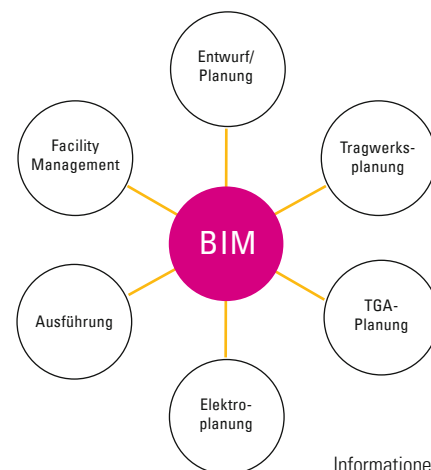 Entwurf/
Planung
Facility
Management
Tragwerks-
planung
BIM
Ausführung
TGA-
Planung
Elektro-
planung
Informatione